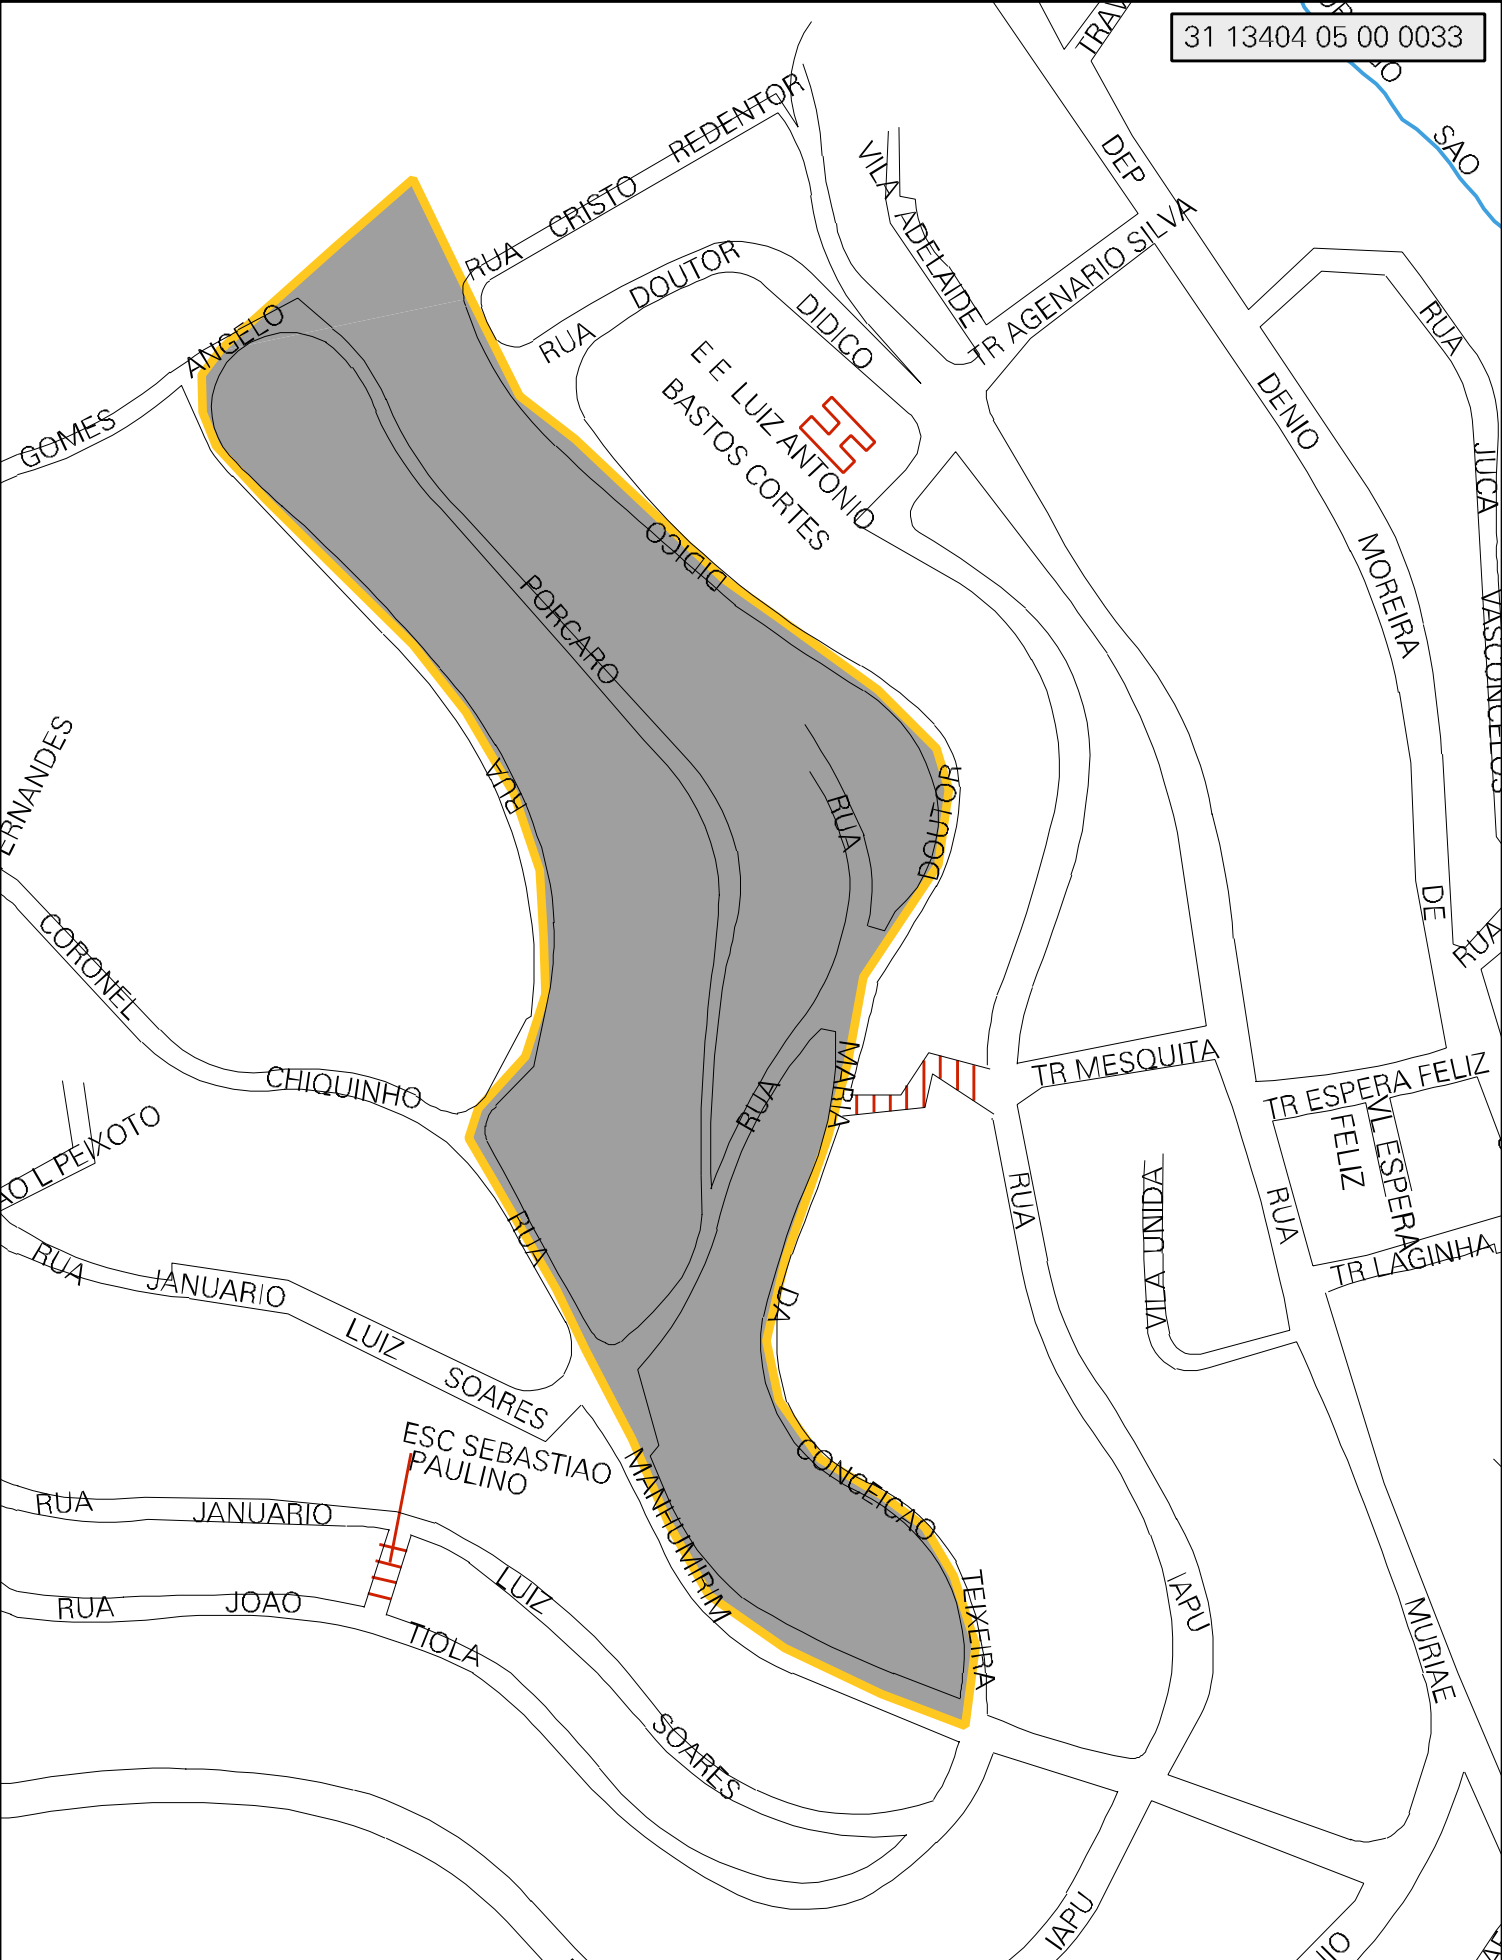 31 13404 05 00 0033
SAO
DEP
REDENTOR
CRISTO
RUA
VILA ADELAIDE
TR AGENARIO SILVA
DOUTOR
RUA
DIDICO
RUA
ANGELO
GOMES
E E LUIZ ANTONIO
BASTOS CORTES
DENIO
JUCA
MOREIRA
VASCONCELOS
DIDICO
PORCARO
RUA
RUA
DOUTOR
DE
RUA
CORONEL
CHIQUINHO
MARIA
RUA
TR MESQUITA
TR ESPERA FELIZ
VL ESPERA
FELIZ
RUA
RUA
VILA UNIDA
TR LAGINHA
RUA
RUA
JANUARIO
LUIZ
SOARES
DA
ESC SEBASTIAO
PAULINO
MANHUMIRIM
CONCEICAO
RUA
JANUARIO
LUIZ
TEIXEIRA
IAPU
RUA
JOAO
TIOLA
MURIAE
SOARES
IAPU